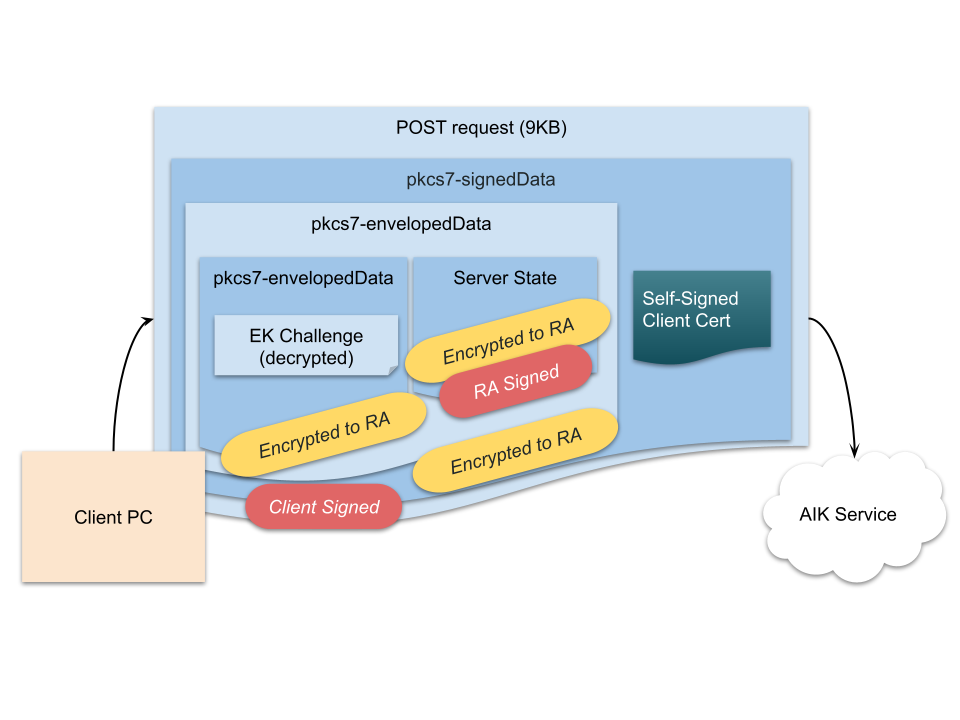 POST request (9KB)
pkcs7-signedData
pkcs7-envelopedData
pkcs7-envelopedData
Server State
EK Challenge
(decrypted)
Self-Signed
Client Cert
Encrypted to RA
RA Signed
Encrypted to RA
Encrypted to RA
Client Signed
Client PC
AIK Service